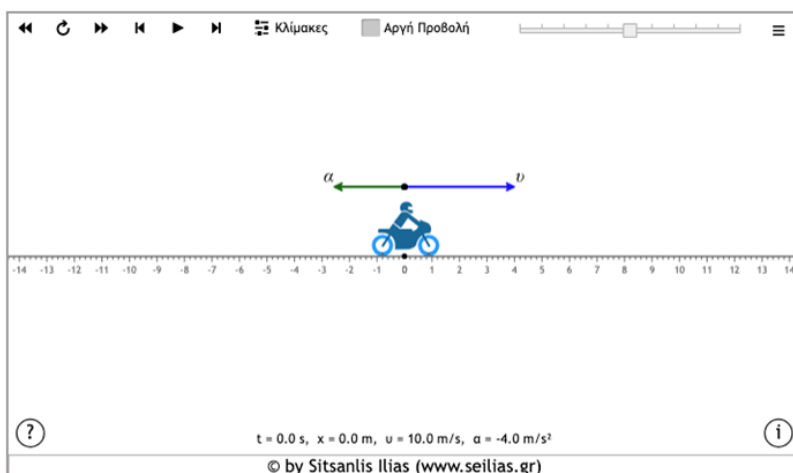 Κλίμακες Αργή Προβολή
α υ
-14 -13 -12 -11 -10 -9 -8 -7 -6 -5 -4 -3 -2 -1 0 1 2 3 4 5 6 7 8 9 10 11 12 13 14
? i
t = 0.0 s, x = 0.0 m, υ = 10.0 m/s, α = -4.0 m/s²
© by Sitsanlis Ilias (www.seilias.gr)